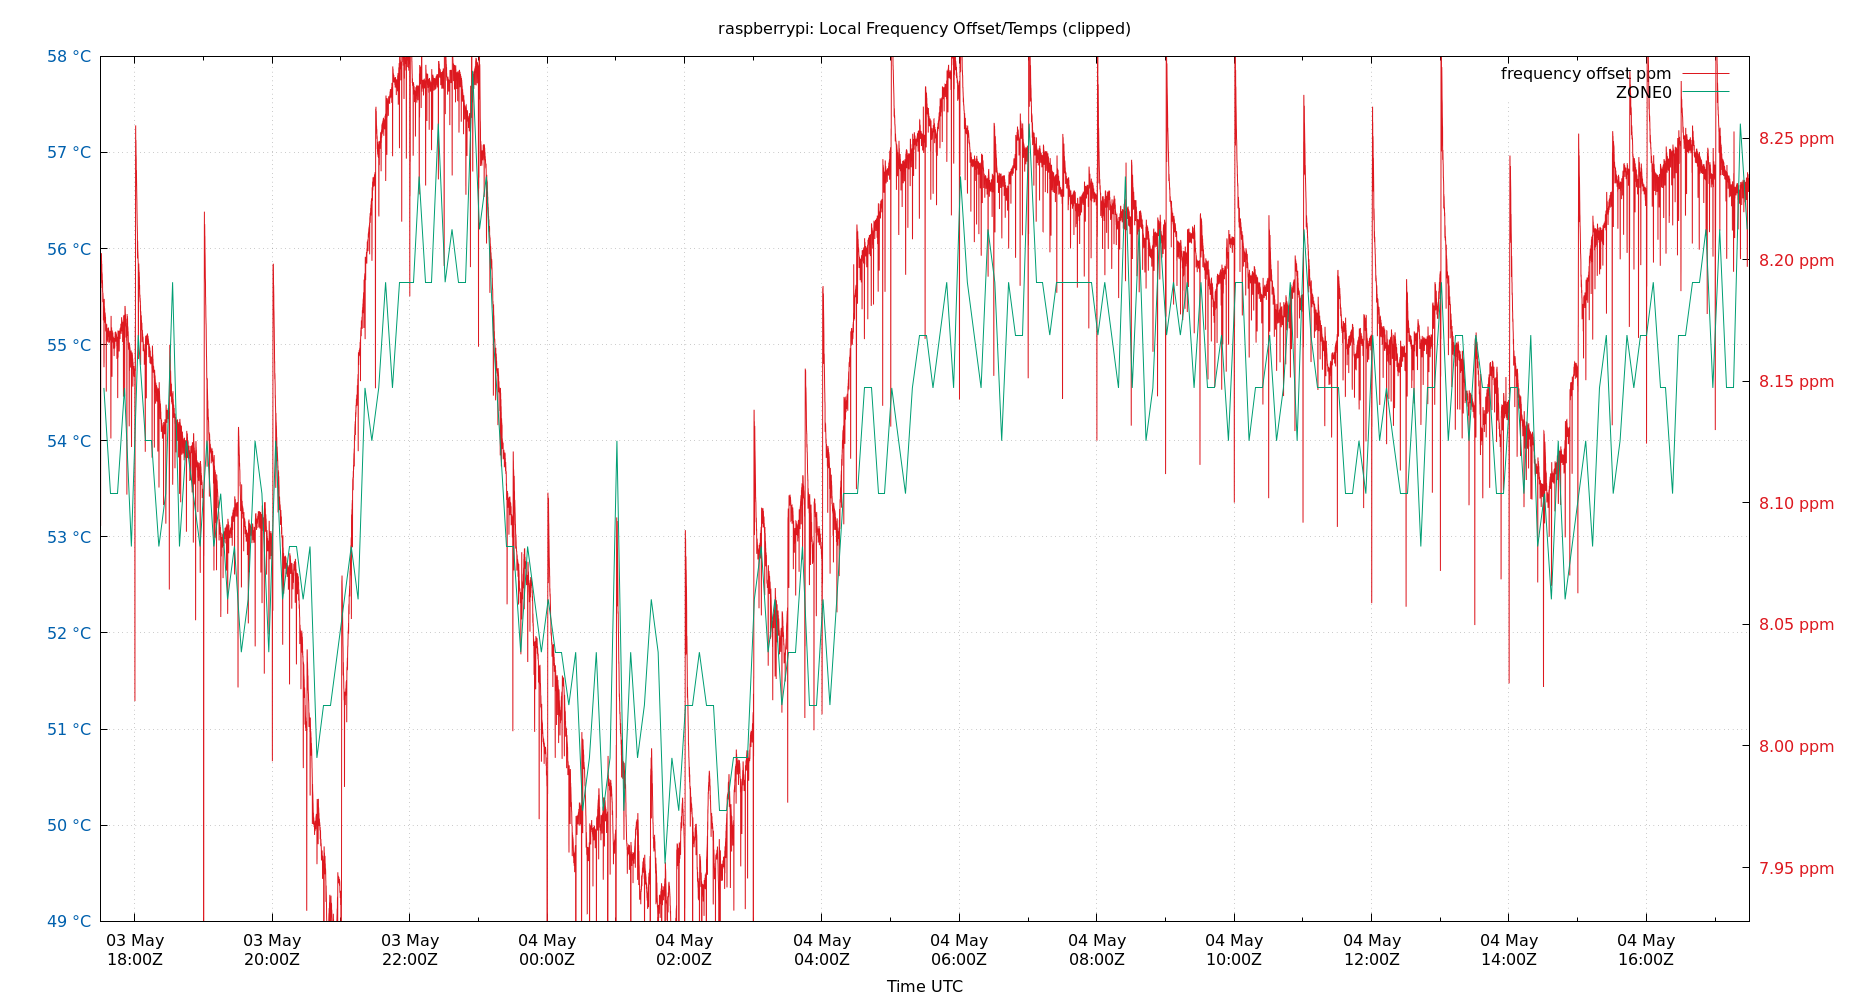 raspberrypi: Local Frequency Offset/Temps (clipped)
58 °C
57 °C
56 °C
55 °C
54 °C
53 °C
52 °C
51 °C
50 °C
49 °C
frequency offset ppm
ZONE0
8.25 ppm
8.20 ppm
8.15 ppm
8.10 ppm
8.05 ppm
8.00 ppm
7.95 ppm
03 May 03 May 03 May 04 May 04 May 04 May 04 May 04 May 04 May 04 May 04 May 04 May
18:00Z 20:00Z 22:00Z 00:00Z 02:00Z 04:00Z 06:00Z 08:00Z 10:00Z 12:00Z 14:00Z 16:00Z
Time UTC